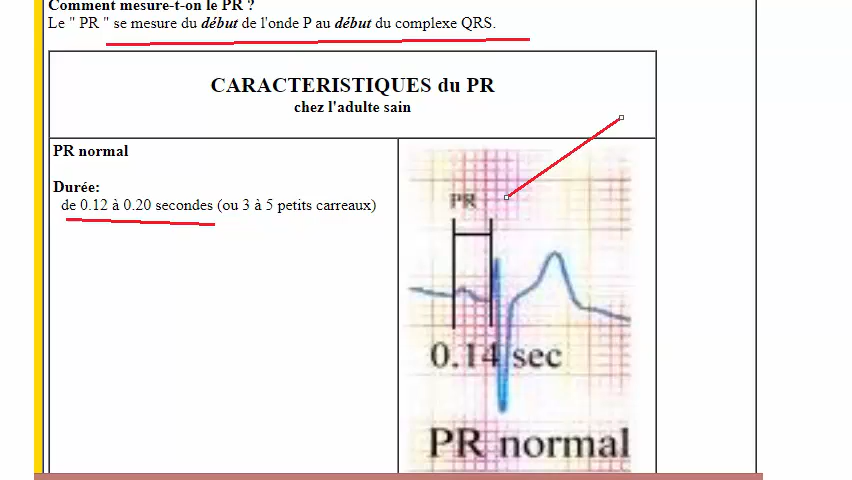 Comment mesure-t-on le PR ?
Le " PR " se mesure du début de l'onde P au début du complexe QRS.
CARACTERISTIQUES du PR
chez l'adulte sain
PR normal
Durée:
de 0.12 à 0.20 secondes (ou 3 à 5 petits carreaux)
PR
0.14 sec
PR normal